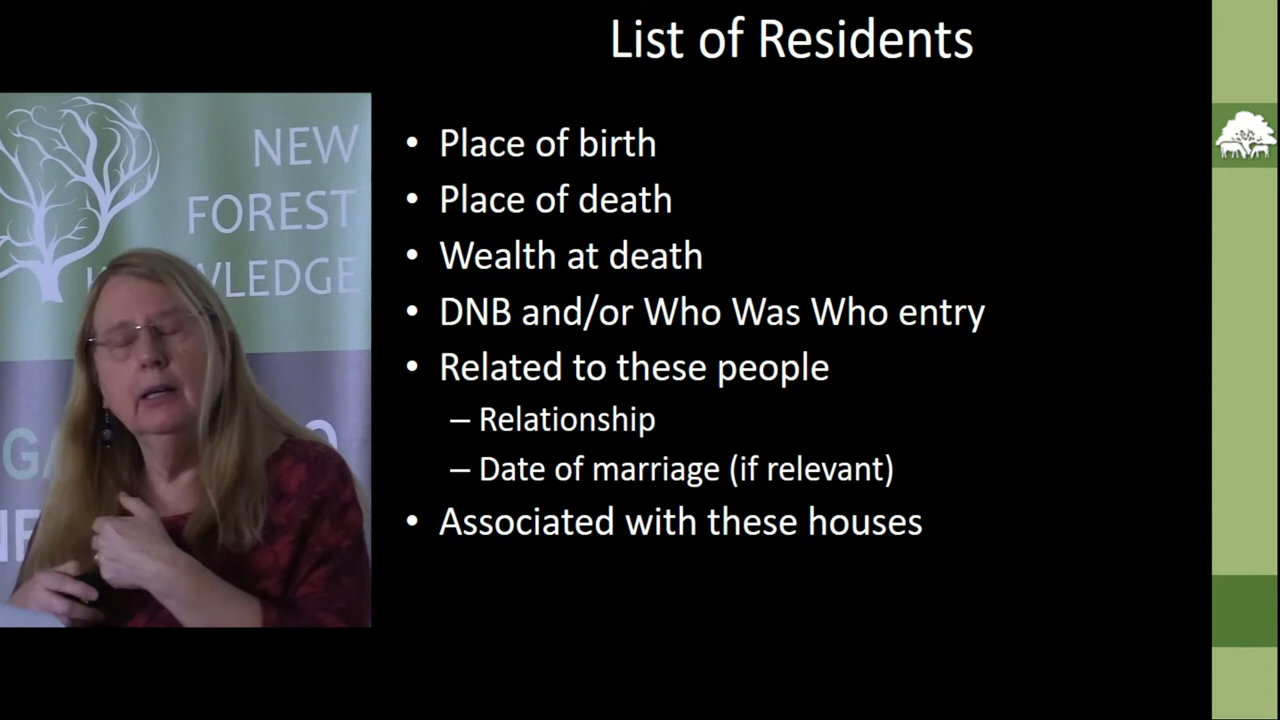 List of Residents
NEW
FOREST
WLEDGE
• Place of birth
• Place of death
• Wealth at death
• DNB and/or Who Was Who entry
• Related to these people
– Relationship
– Date of marriage (if relevant)
• Associated with these houses